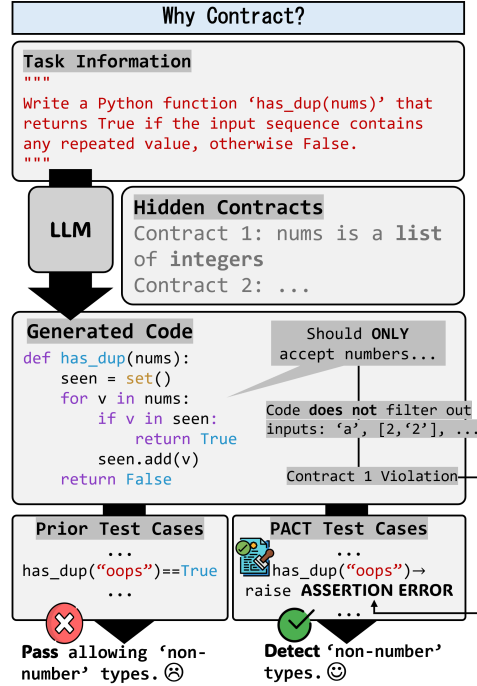 Why Contract?
Task Information
"""
Write a Python function ‘has_dup(nums)’ that
returns True if the input sequence contains
any repeated value, otherwise False.
"""
LLM
Hidden Contracts
Contract 1: nums is a list
of integers
Contract 2: ...
Generated Code
def has_dup(nums):
    seen = set()
    for v in nums:
        if v in seen:
            return True
        seen.add(v)
    return False
Should ONLY
accept numbers...
Code does not filter out
inputs: ‘a’, [2,‘2’], ...
Contract 1 Violation
Prior Test Cases
...
has_dup(“oops”)==True
...
Pass allowing ‘non-
number’ types.
PACT Test Cases
...
has_dup(“oops”)→
raise ASSERTION ERROR
...
Detect ‘non-number’
types.